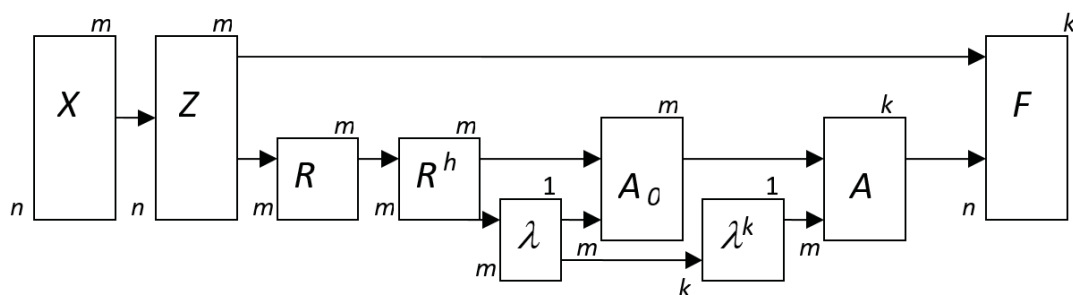 m m k
X Z F
m m m k
R R^h A_0 A
n n m m 1 1 n
λ λ^k
m m m
k